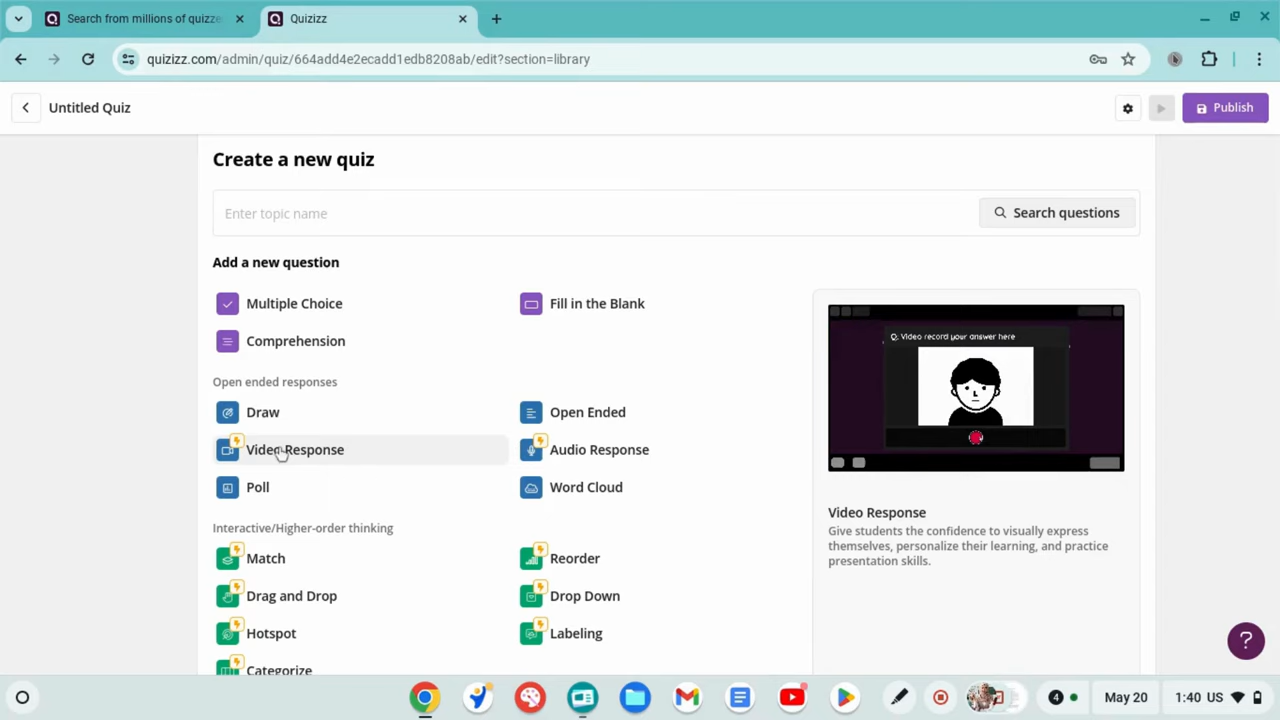 Search from millions of quizze
Quizizz
quizizz.com/admin/quiz/664add4e2ecadd1edb8208ab/edit?section=library
Untitled Quiz
Publish
Create a new quiz
Enter topic name
Search questions
Add a new question
Multiple Choice
Fill in the Blank
Comprehension
Open ended responses
Draw
Open Ended
Video Response
Audio Response
Poll
Word Cloud
Interactive/Higher-order thinking
Match
Reorder
Drag and Drop
Drop Down
Hotspot
Labeling
Categorize
Q: Video record your answer here
Video Response
Give students the confidence to visually express
themselves, personalize their learning, and practice
presentation skills.
?
4
May 20
1:40 US